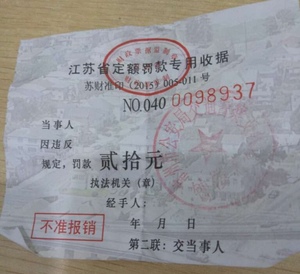 江苏省定额罚款专用收据
苏财准印(2015)005-011号
NO.040 0098937
当事人
因违反
规定，罚款 贰拾元
执法机关(章)
经手人：
年 月 日
不准报销
第二联：交当事人